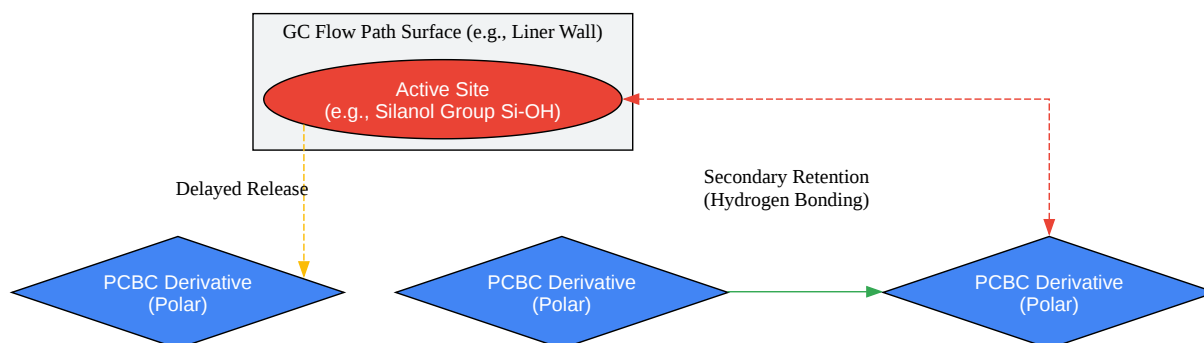 GC Flow Path Surface (e.g., Liner Wall)
Active Site
(e.g., Silanol Group Si-OH)
Delayed Release
Secondary Retention
(Hydrogen Bonding)
PCBC Derivative
(Polar)
PCBC Derivative
(Polar)
PCBC Derivative
(Polar)